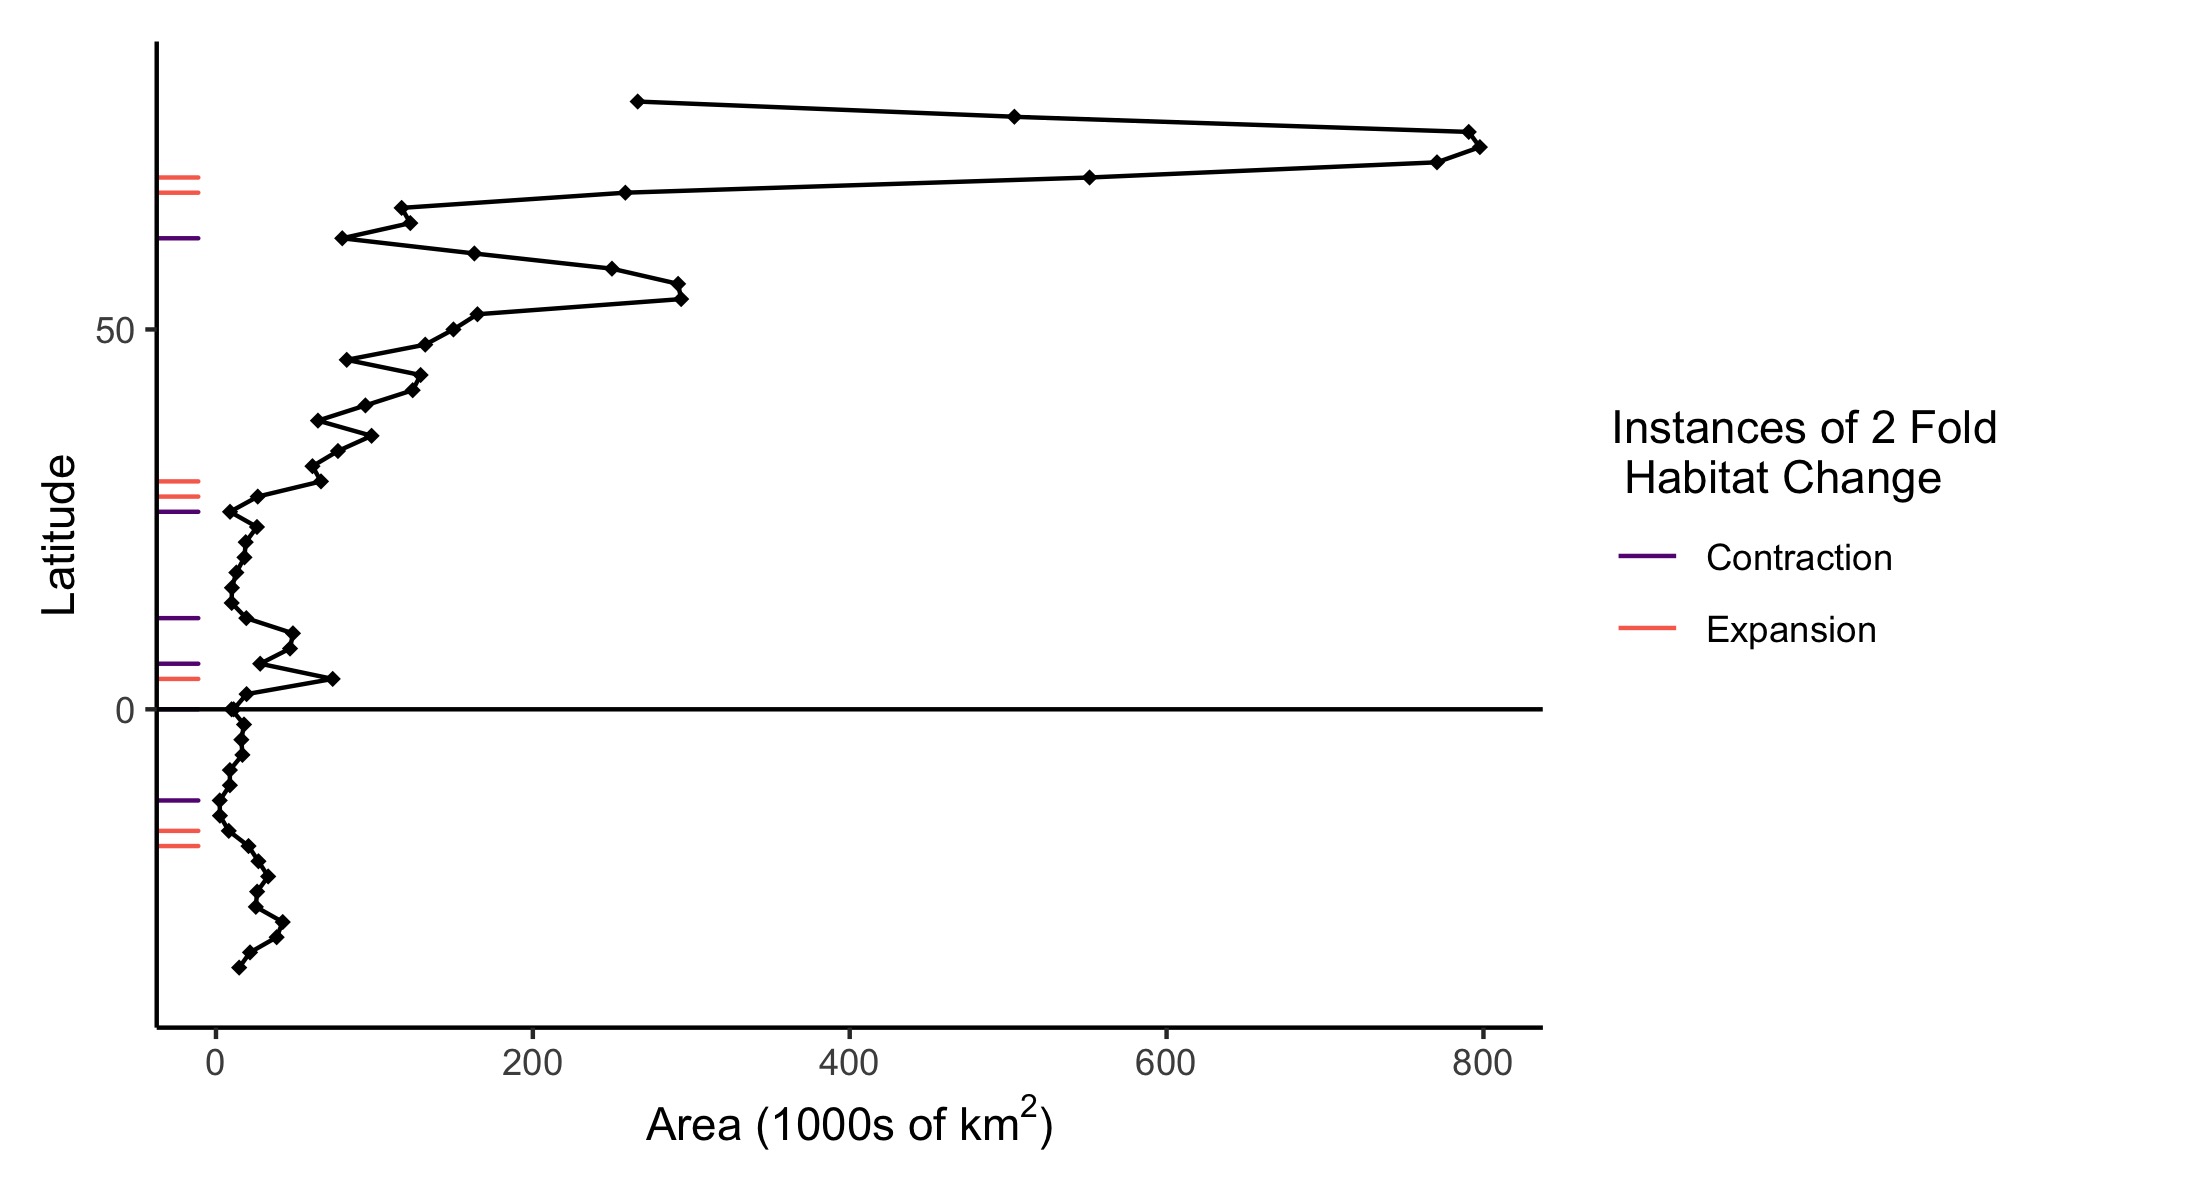 50
0
Latitude
0 200 400 600 800
Area (1000s of km²)
Instances of 2 Fold
Habitat Change
Contraction
Expansion